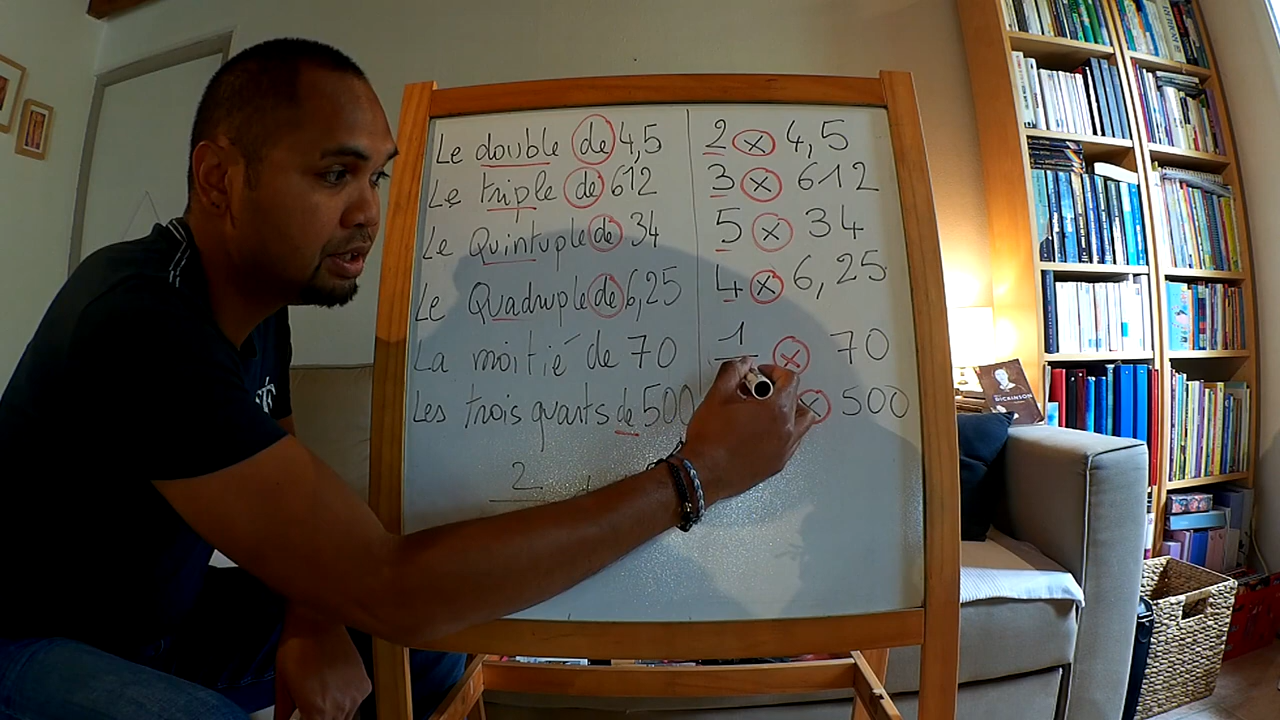 Le double de 4,5 2 × 4,5
Le triple de 612 3 × 612
Le Quintuple de 34 5 × 34
Le Quadruple de 6,25 4 × 6,25
La moitié de 70 1 × 70
Les trois quarts de 500 × 500
2
DICKINSON